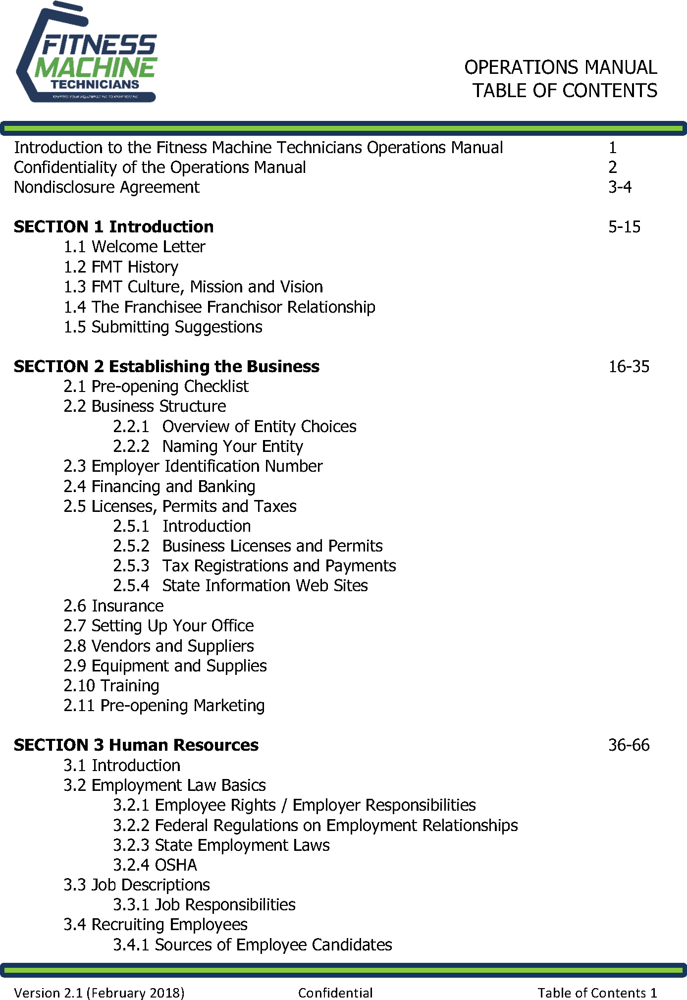 FITNESS
MACHINE
TECHNICIANS
KEEPING YOUR EQUIPMENT FIT TO KEEP YOU FIT
OPERATIONS MANUAL
TABLE OF CONTENTS
Introduction to the Fitness Machine Technicians Operations Manual 1
Confidentiality of the Operations Manual 2
Nondisclosure Agreement 3-4
SECTION 1 Introduction 5-15
1.1 Welcome Letter
1.2 FMT History
1.3 FMT Culture, Mission and Vision
1.4 The Franchisee Franchisor Relationship
1.5 Submitting Suggestions
SECTION 2 Establishing the Business 16-35
2.1 Pre-opening Checklist
2.2 Business Structure
2.2.1 Overview of Entity Choices
2.2.2 Naming Your Entity
2.3 Employer Identification Number
2.4 Financing and Banking
2.5 Licenses, Permits and Taxes
2.5.1 Introduction
2.5.2 Business Licenses and Permits
2.5.3 Tax Registrations and Payments
2.5.4 State Information Web Sites
2.6 Insurance
2.7 Setting Up Your Office
2.8 Vendors and Suppliers
2.9 Equipment and Supplies
2.10 Training
2.11 Pre-opening Marketing
SECTION 3 Human Resources 36-66
3.1 Introduction
3.2 Employment Law Basics
3.2.1 Employee Rights / Employer Responsibilities
3.2.2 Federal Regulations on Employment Relationships
3.2.3 State Employment Laws
3.2.4 OSHA
3.3 Job Descriptions
3.3.1 Job Responsibilities
3.4 Recruiting Employees
3.4.1 Sources of Employee Candidates
Version 2.1 (February 2018) Confidential Table of Contents 1